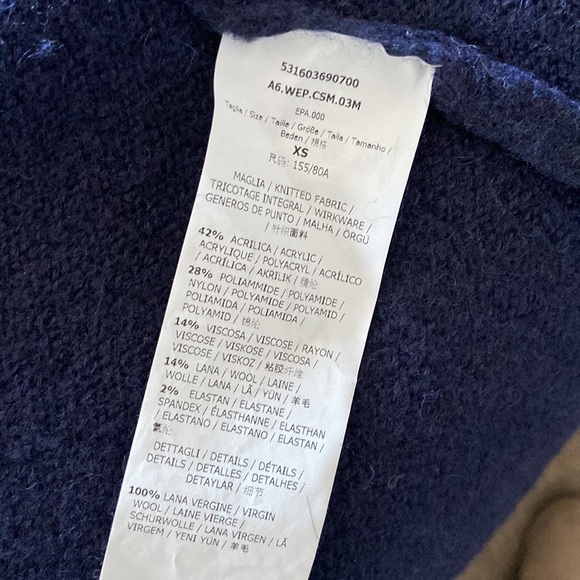 531603690700
A6.WEP.CSM.03M
EPA.000
Taglia / Size / Taille / Größe / Talla / Tamanho /
Beden / 规格
XS
尺码: 155/80A
MAGLIA / KNITTED FABRIC /
TRICOTAGE INTEGRAL / WIRKWARE /
GENEROS DE PUNTO / MALHA / ÖRGÜ
/ 针织面料
42% ACRILICA / ACRYLIC /
ACRYLIQUE / POLYACRYL / ACRÍLICO
/ ACRÍLICA / AKRILIK / 腈纶
28% POLIAMMIDE / POLYAMIDE /
NYLON / POLYAMIDE / POLYAMID /
POLIAMIDA / POLIAMIDA /
POLYAMID / 锦纶
14% VISCOSA / VISCOSE / RAYON /
VISCOSE / VISKOSE / VISCOSA /
VISCOSE / VISKOZ / 粘胶纤维
14% LANA / WOOL / LAINE /
WOLLE / LANA / LÃ / YÜN / 羊毛
2% ELASTAN / ELASTANE /
SPANDEX / ÉLASTHANNE / ELASTHAN
/ ELASTANO / ELASTANO / ELASTAN /
氨纶
DETTAGLI / DETAILS / DÉTAILS /
DETAILS / DETALLES / DETALHES /
DETAYLAR / 细节
100% LANA VERGINE / VIRGIN
WOOL / LAINE VIERGE /
SCHURWOLLE / LANA VIRGEN / LÃ
VIRGEM / YENI YÜN / 羊毛